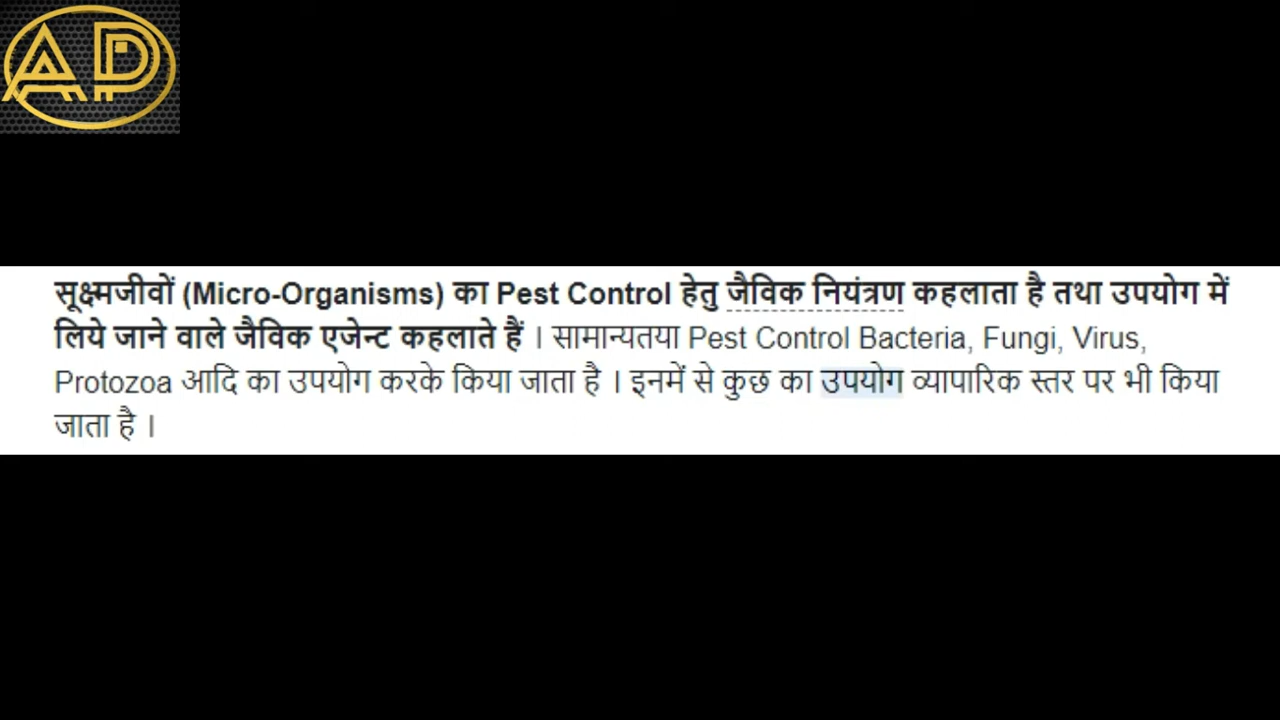 AP
सूक्ष्मजीवों (Micro-Organisms) का Pest Control हेतु जैविक नियंत्रण कहलाता है तथा उपयोग में
लिये जाने वाले जैविक एजेन्ट कहलाते हैं । सामान्यतया Pest Control Bacteria, Fungi, Virus,
Protozoa आदि का उपयोग करके किया जाता है । इनमें से कुछ का उपयोग व्यापारिक स्तर पर भी किया
जाता है ।